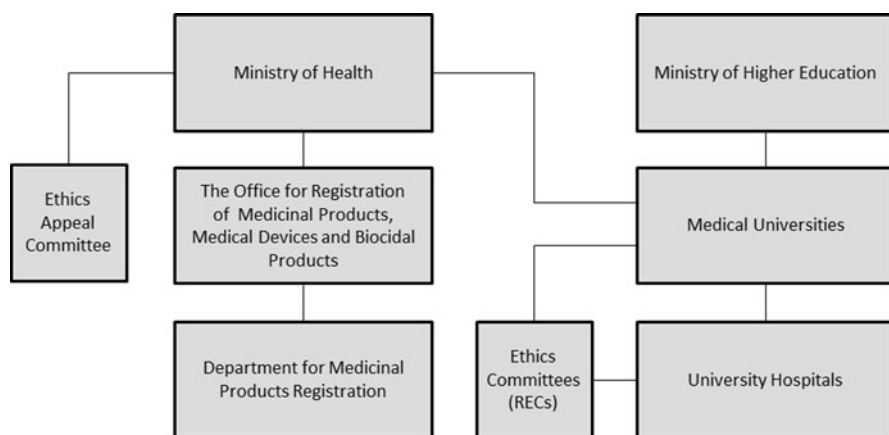 Ministry of Health
Ministry of Higher Education
Ethics
Appeal
Committee
The Office for Registration
of Medicinal Products,
Medical Devices and Biocidal
Products
Medical Universities
Department for Medicinal
Products Registration
Ethics
Committees
(RECs)
University Hospitals